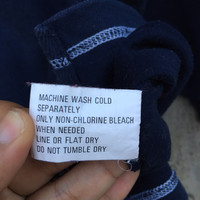 MACHINE WASH COLD
SEPARATELY
ONLY NON-CHLORINE BLEACH
WHEN NEEDED
LINE OR FLAT DRY
DO NOT TUMBLE DRY